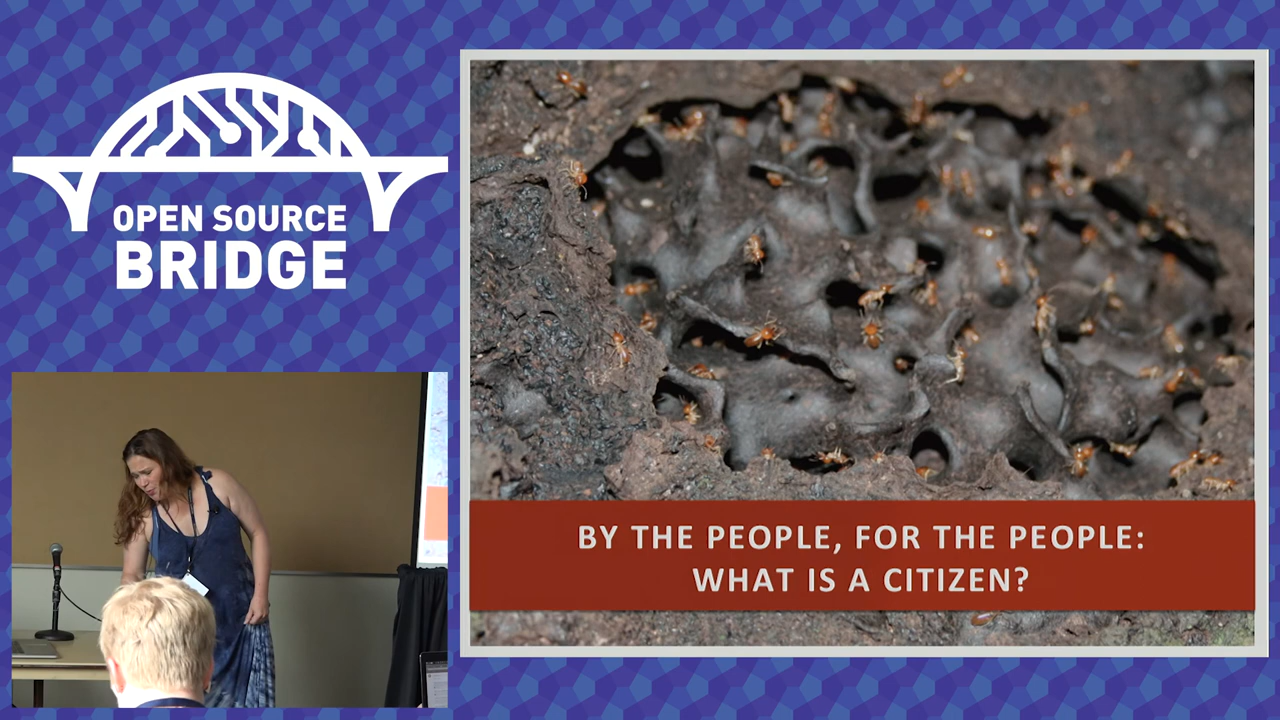 OPEN SOURCE
BRIDGE
BY THE PEOPLE, FOR THE PEOPLE:
WHAT IS A CITIZEN?